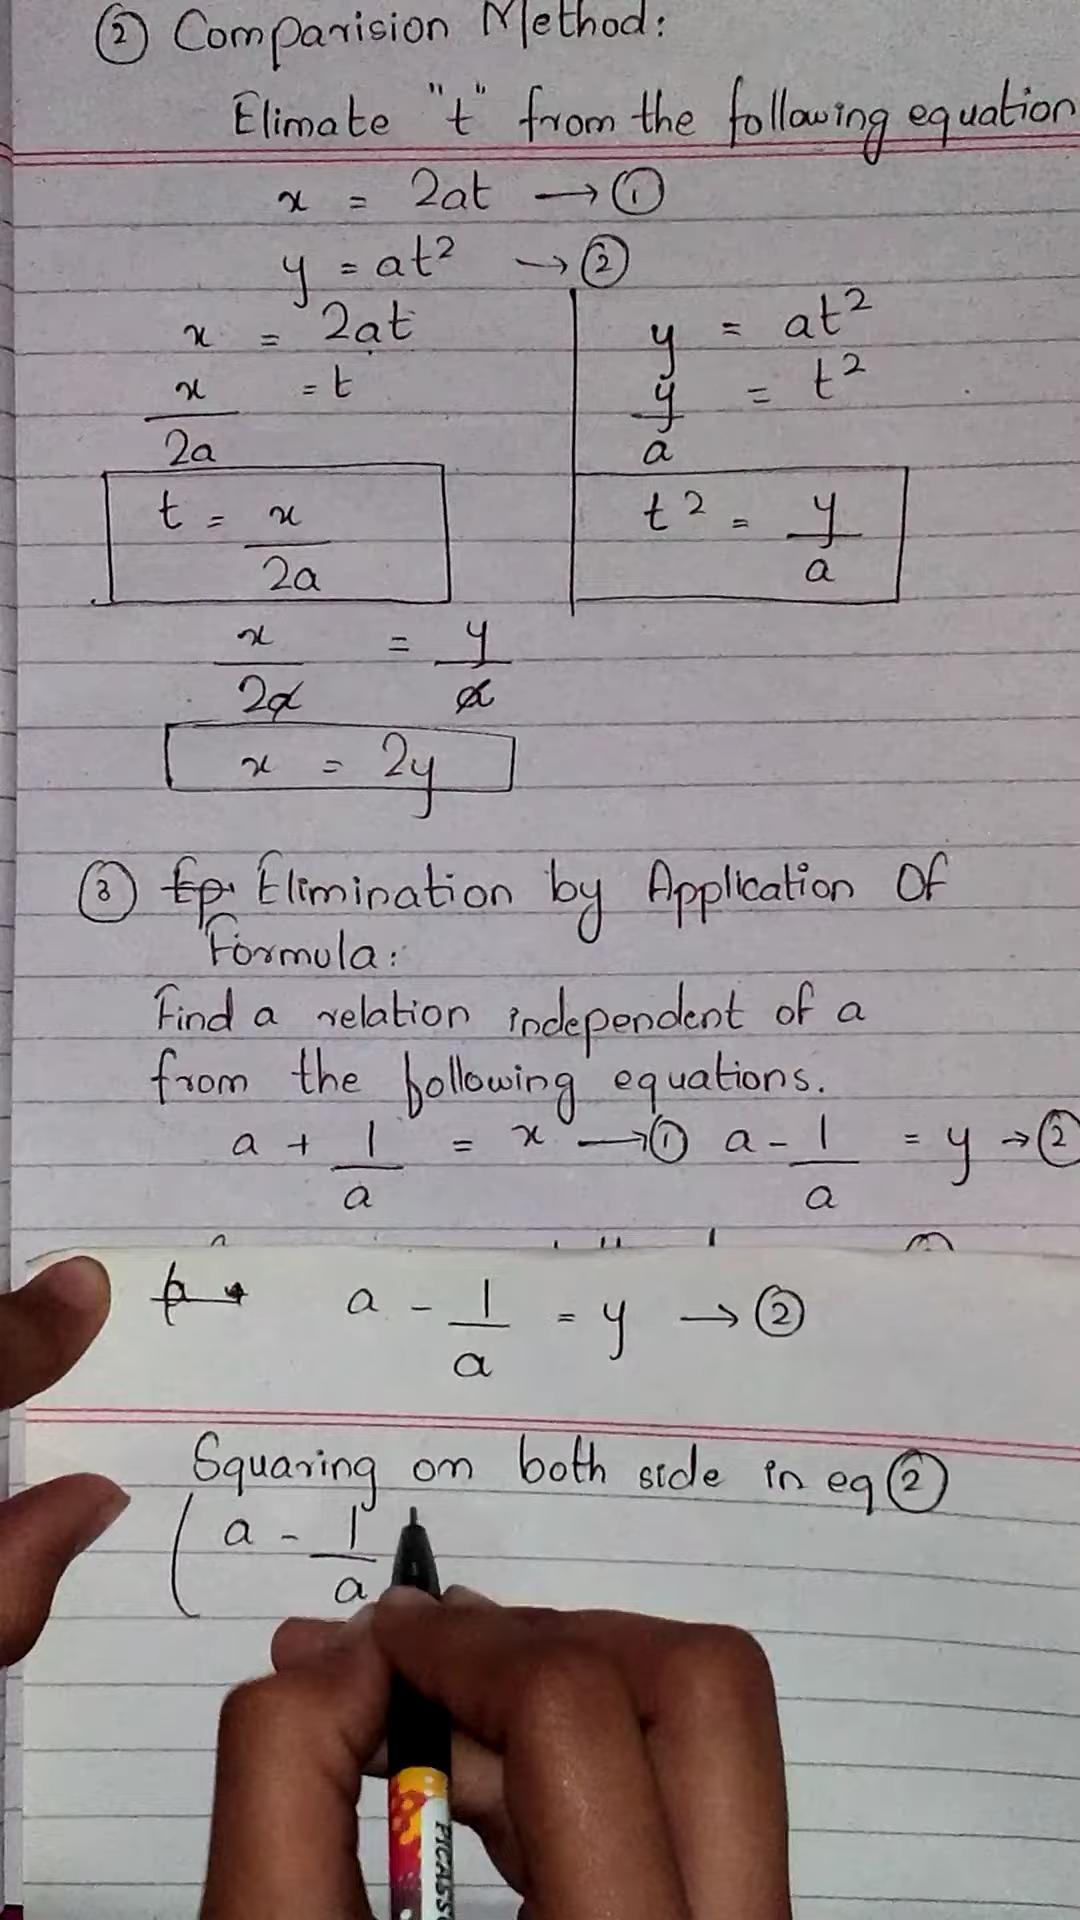 ② Comparision Method:
Elimate "t" from the following equation
x = 2at → ①
y = at² → ②
x = 2at
x/2a = t
t = x/2a
y = at²
y/a = t²
t² = y/a
x/2a = y/a
x = 2y
③ Ep Elimination by Application Of
Formula:
Find a relation independent of a
from the following equations.
a + 1/a = x → ① a - 1/a = y → ②
a - 1/a = y → ②
Squaring on both side in eq ②
( a - 1/a
PICASSO